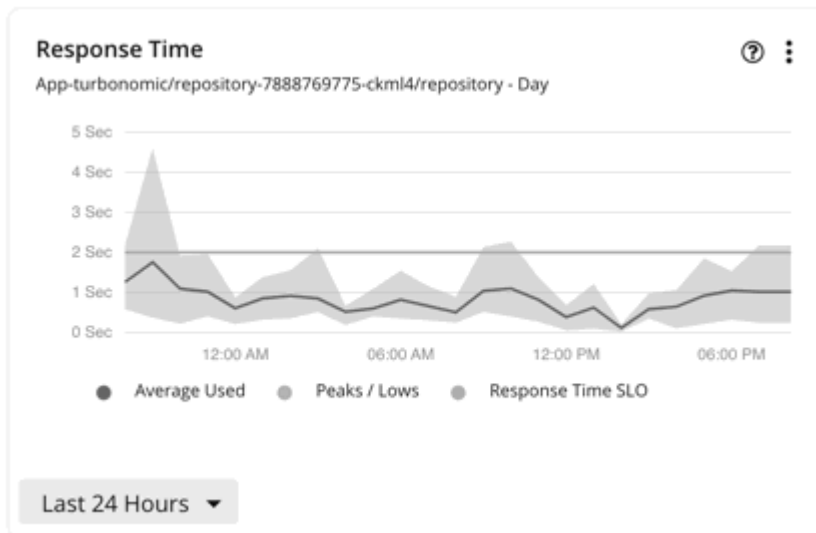 Response Time
App-turbonomic/repository-7888769775-ckml4/repository - Day
5 Sec
4 Sec
3 Sec
2 Sec
1 Sec
0 Sec
12:00 AM 06:00 AM 12:00 PM 06:00 PM
Average Used Peaks / Lows Response Time SLO
Last 24 Hours